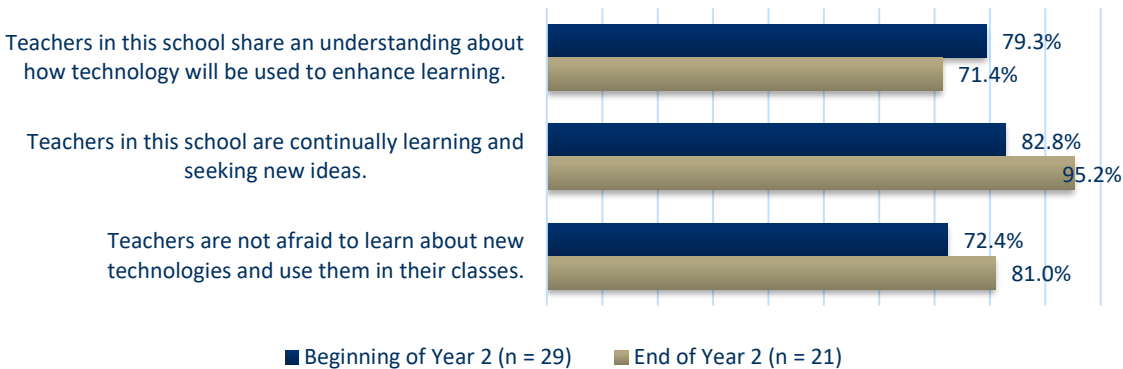 Teachers in this school share an understanding about
how technology will be used to enhance learning.
79.3%
71.4%
Teachers in this school are continually learning and
seeking new ideas.
82.8%
95.2%
Teachers are not afraid to learn about new
technologies and use them in their classes.
72.4%
81.0%
Beginning of Year 2 (n = 29) End of Year 2 (n = 21)